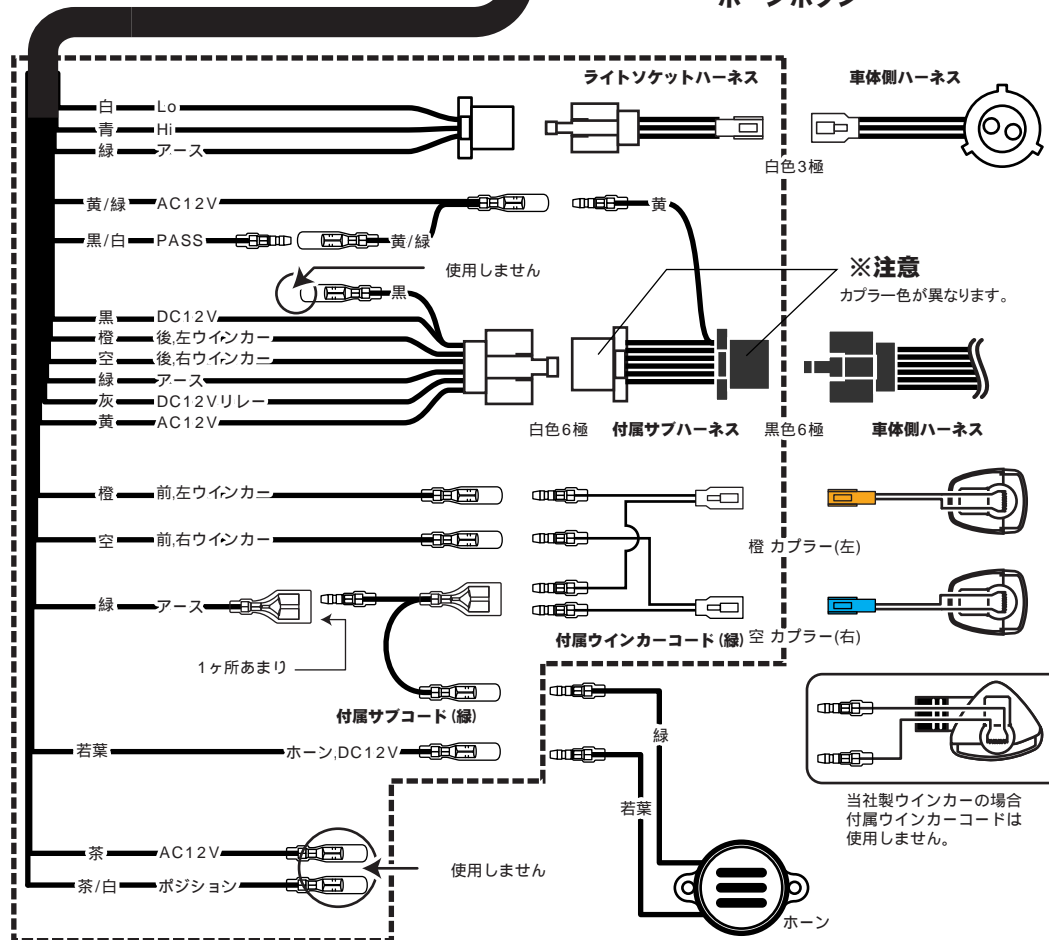 ホーンボタン
ライトソケットハーネス
車体側ハーネス
白 Lo
青 Hi
緑 アース
白色3極
黄/緑 AC12V
黄
黒/白 PASS
黄/緑
使用しません
※注意
カプラー色が異なります。
黒
黒 DC12V
橙 後,左ウインカー
空 後,右ウインカー
緑 アース
灰 DC12Vリレー
黄 AC12V
白色6極
付属サブハーネス
黒色6極
車体側ハーネス
橙 前,左ウインカー
空 前,右ウインカー
橙 カプラー(左)
緑 アース
付属ウインカーコード(緑)
空 カプラー(右)
1ヶ所あまり
付属サブコード(緑)
緑
若葉 ホーン,DC12V
若葉
当社製ウインカーの場合
付属ウインカーコードは
使用しません。
茶 AC12V
茶/白 ポジション
使用しません
ホーン